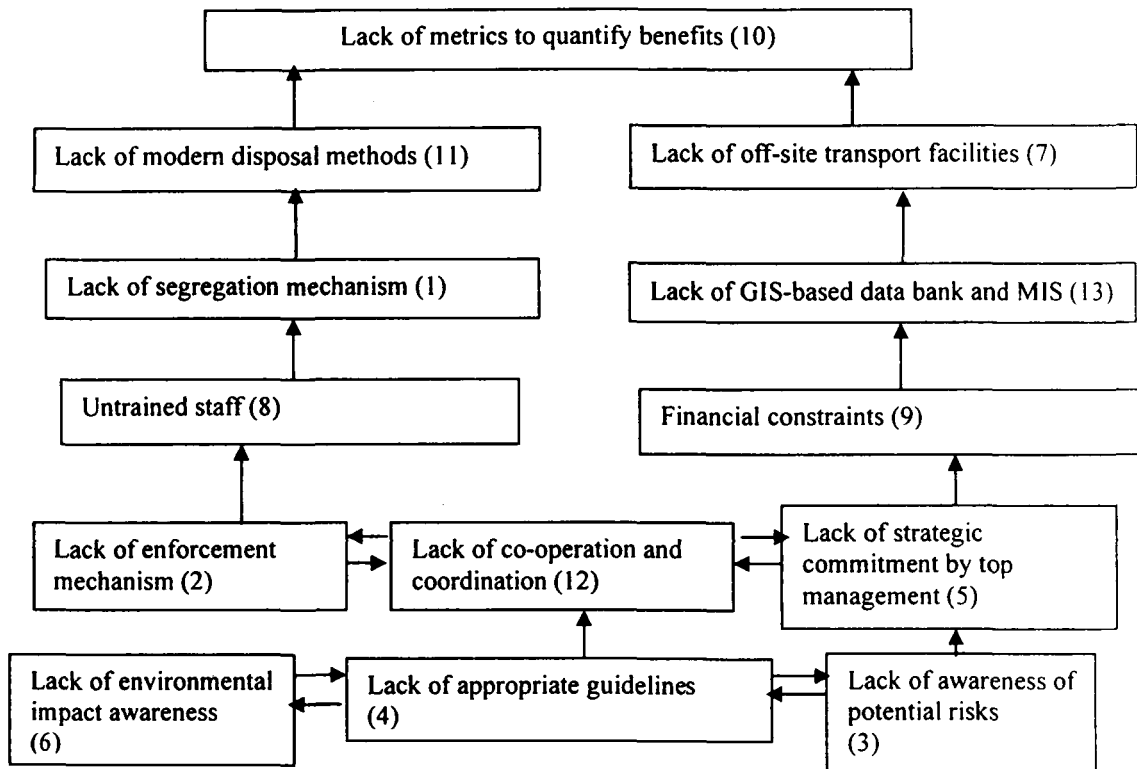 Lack of metrics to quantify benefits (10)
Lack of modern disposal methods (11)
Lack of off-site transport facilities (7)
Lack of segregation mechanism (1)
Lack of GIS-based data bank and MIS (13)
Untrained staff (8)
Financial constraints (9)
Lack of enforcement
mechanism (2)
Lack of co-operation and
coordination (12)
Lack of strategic
commitment by top
management (5)
Lack of environmental
impact awareness
(6)
Lack of appropriate guidelines
(4)
Lack of awareness of
potential risks
(3)